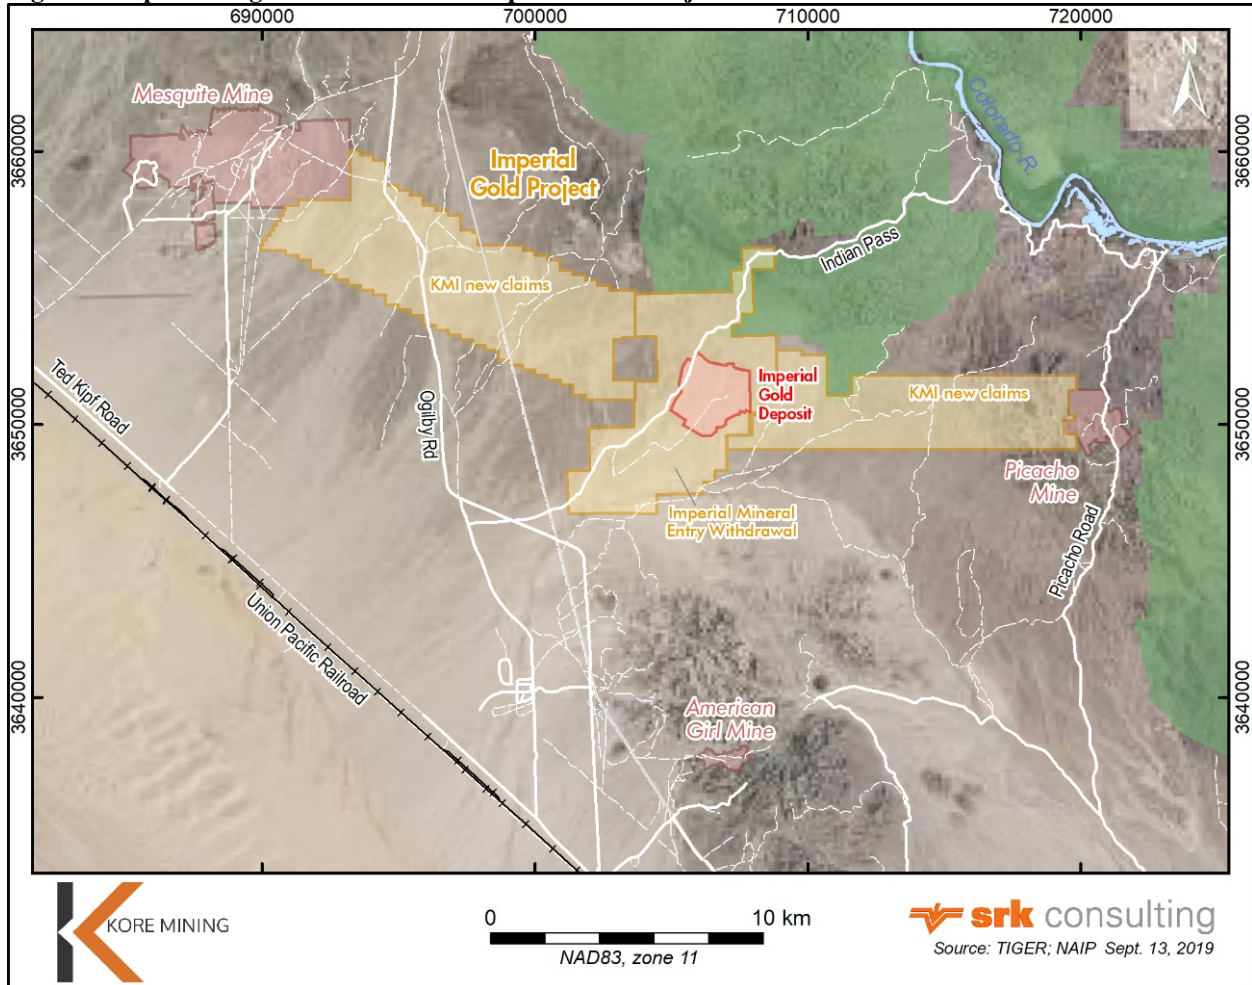 690000
700000
710000
720000
3660000
3650000
3640000
3660000
3650000
3640000
N
Mesquite Mine
Imperial
Gold Project
Colorado R.
Indian Pass
KMI new claims
Ted Kipf Road
Ogilby Rd
Imperial
Gold
Deposit
KMI new claims
Picacho
Mine
Imperial Mineral
Entry Withdrawal
Picacho Road
Union Pacific Railroad
American
Girl Mine
KORE MINING
0
10 km
NAD83, zone 11
srk consulting
Source: TIGER; NAIP Sept. 13, 2019